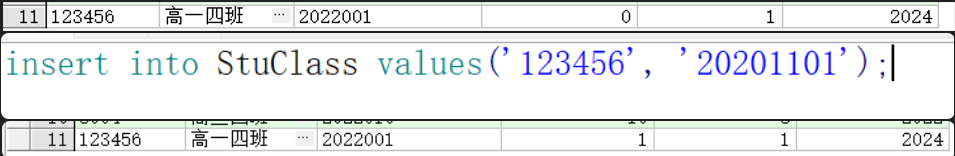 11 123456 高一四班 ... 2022001 0 1 2024
insert into StuClass values('123456', '20201101');
11 123456 高一四班 ... 2022001 1 1 2024